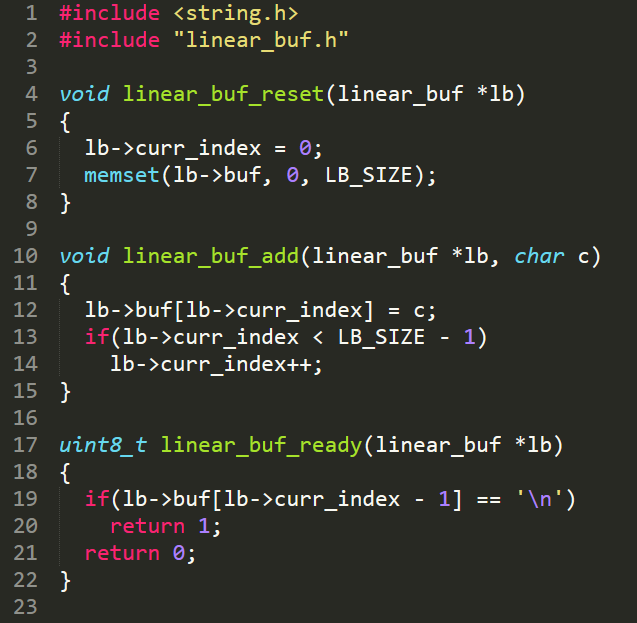 1 #include <string.h>
2 #include "linear_buf.h"
3
4 void linear_buf_reset(linear_buf *lb)
5 {
6   lb->curr_index = 0;
7   memset(lb->buf, 0, LB_SIZE);
8 }
9
10 void linear_buf_add(linear_buf *lb, char c)
11 {
12   lb->buf[lb->curr_index] = c;
13   if(lb->curr_index < LB_SIZE - 1)
14     lb->curr_index++;
15 }
16
17 uint8_t linear_buf_ready(linear_buf *lb)
18 {
19   if(lb->buf[lb->curr_index - 1] == '\n')
20     return 1;
21   return 0;
22 }
23